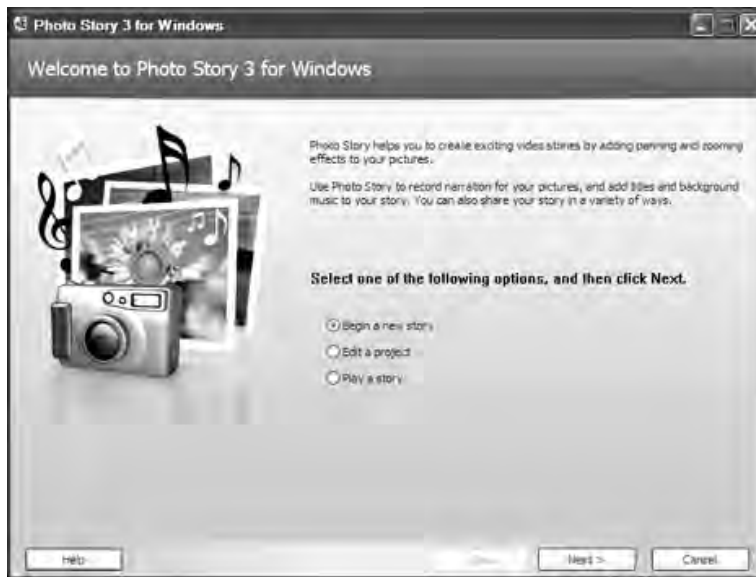 Photo Story 3 for Windows
Welcome to Photo Story 3 for Windows
Photo Story helps you to create exciting video stories by adding panning and zooming
effects to your pictures.
Use Photo Story to record narration for your pictures, and add titles and background
music to your story. You can also share your story in a variety of ways.
Select one of the following options, and then click Next.
Begin a new story
Edit a project
Play a story
Help
Next >
Cancel